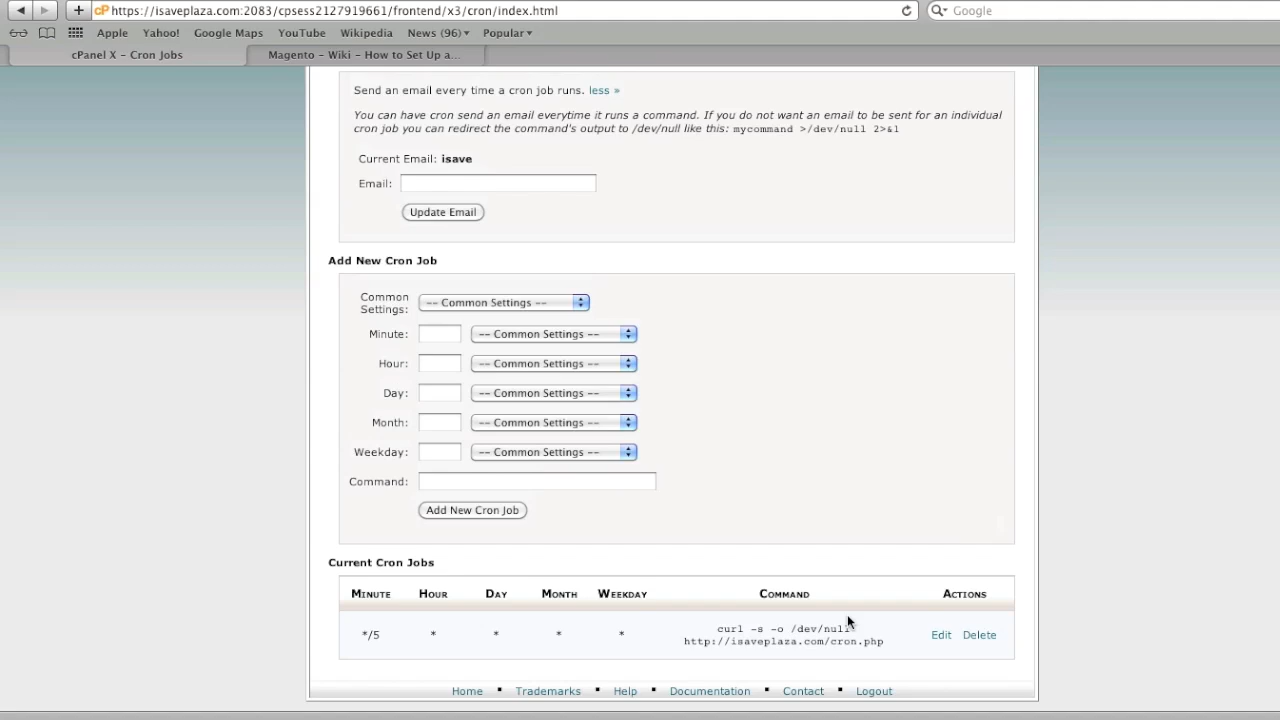 https://isaveplaza.com:2083/cpsess2127919661/frontend/x3/cron/index.html
Google
Apple Yahoo! Google Maps YouTube Wikipedia News (96)▾ Popular▾
cPanel X - Cron Jobs
Magento - Wiki - How to Set Up a...
Send an email every time a cron job runs. less »
You can have cron send an email everytime it runs a command. If you do not want an email to be sent for an individual
cron job you can redirect the command's output to /dev/null like this: mycommand >/dev/null 2>&1
Current Email: isave
Email:
Update Email
Add New Cron Job
Common
Settings:
-- Common Settings --
Minute: -- Common Settings --
Hour: -- Common Settings --
Day: -- Common Settings --
Month: -- Common Settings --
Weekday: -- Common Settings --
Command:
Add New Cron Job
Current Cron Jobs
Minute Hour Day Month Weekday Command Actions
*/5 * * * * curl -s -o /dev/null
http://isaveplaza.com/cron.php
Edit Delete
Home ▪ Trademarks ▪ Help ▪ Documentation ▪ Contact ▪ Logout